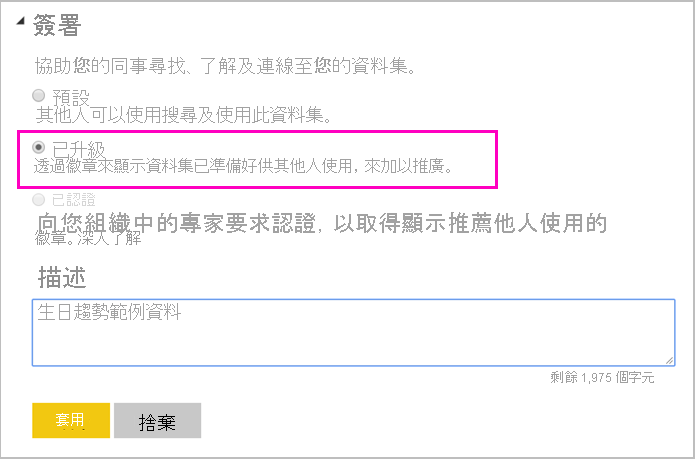 簽署
協助您的同事尋找、了解及連線至您的資料集。
預設
其他人可以使用搜尋及使用此資料集。
已升級
透過徽章來顯示資料集已準備好供其他人使用，來加以推廣。
已認證
向您組織中的專家要求認證，以取得顯示推薦他人使用的
徽章。深入了解
描述
生日趨勢範例資料
剩餘 1,975 個字元
套用
捨棄